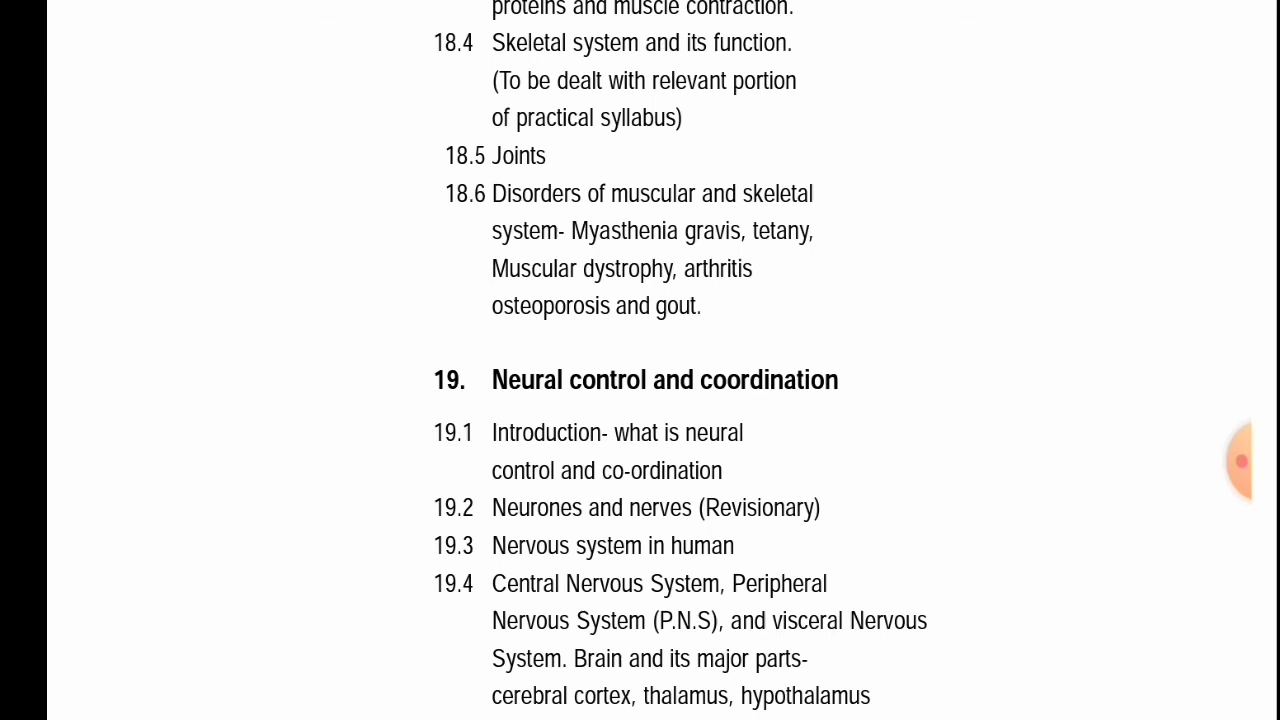 proteins and muscle contraction.
18.4 Skeletal system and its function.
(To be dealt with relevant portion
of practical syllabus)
18.5 Joints
18.6 Disorders of muscular and skeletal
system- Myasthenia gravis, tetany,
Muscular dystrophy, arthritis
osteoporosis and gout.
19. Neural control and coordination
19.1 Introduction- what is neural
control and co-ordination
19.2 Neurones and nerves (Revisionary)
19.3 Nervous system in human
19.4 Central Nervous System, Peripheral
Nervous System (P.N.S), and visceral Nervous
System. Brain and its major parts-
cerebral cortex, thalamus, hypothalamus